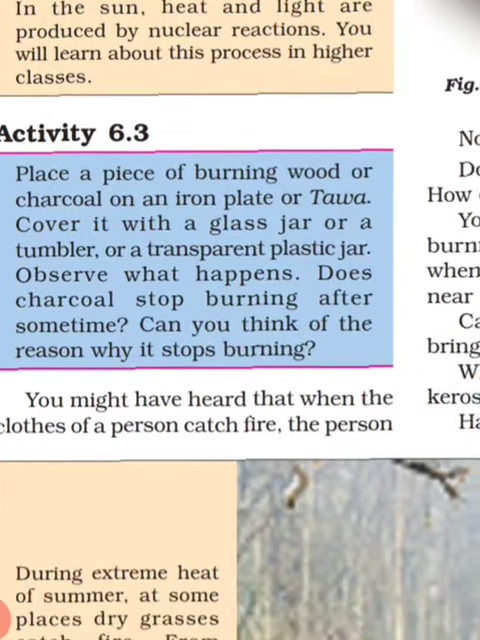 In the sun, heat and light are
produced by nuclear reactions. You
will learn about this process in higher
classes.
Activity 6.3
Place a piece of burning wood or
charcoal on an iron plate or Tawa.
Cover it with a glass jar or a
tumbler, or a transparent plastic jar.
Observe what happens. Does
charcoal stop burning after
sometime? Can you think of the
reason why it stops burning?
You might have heard that when the
clothes of a person catch fire, the person
During extreme heat
of summer, at some
places dry grasses
Fig.
How
near